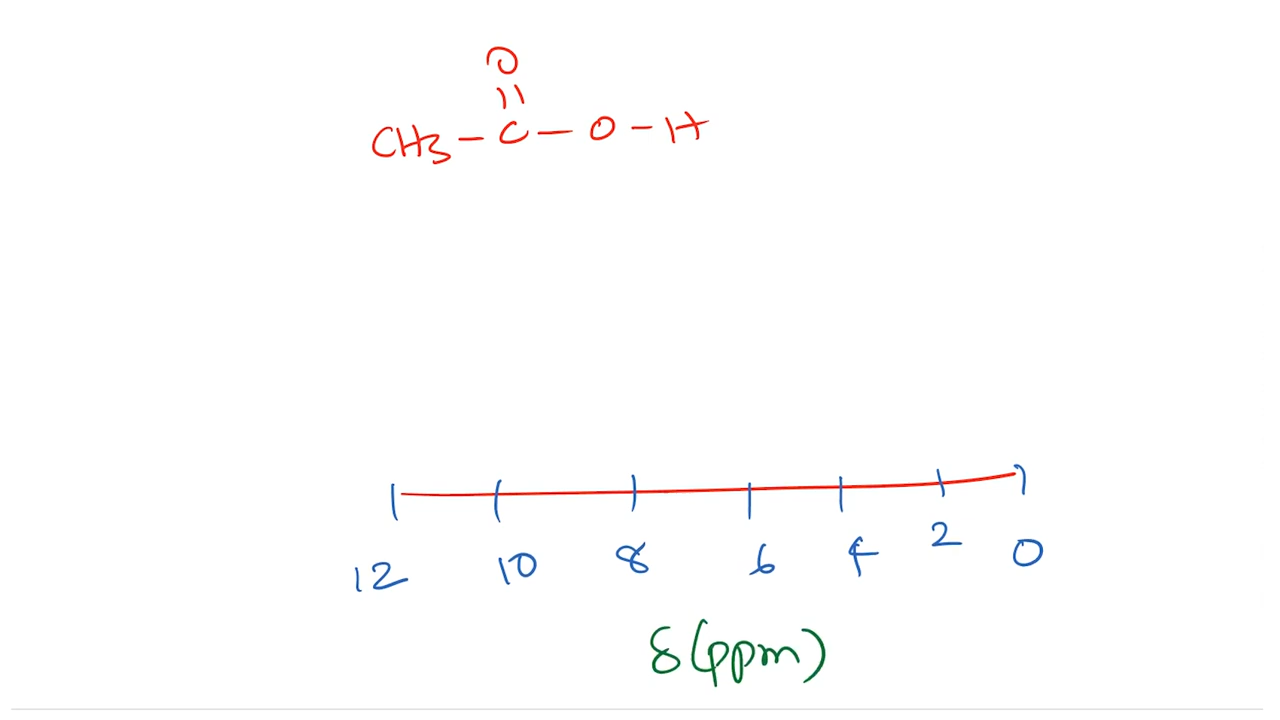 O
||
CH3 - C - O - H
12 10 8 6 4 2 0
δ(ppm)